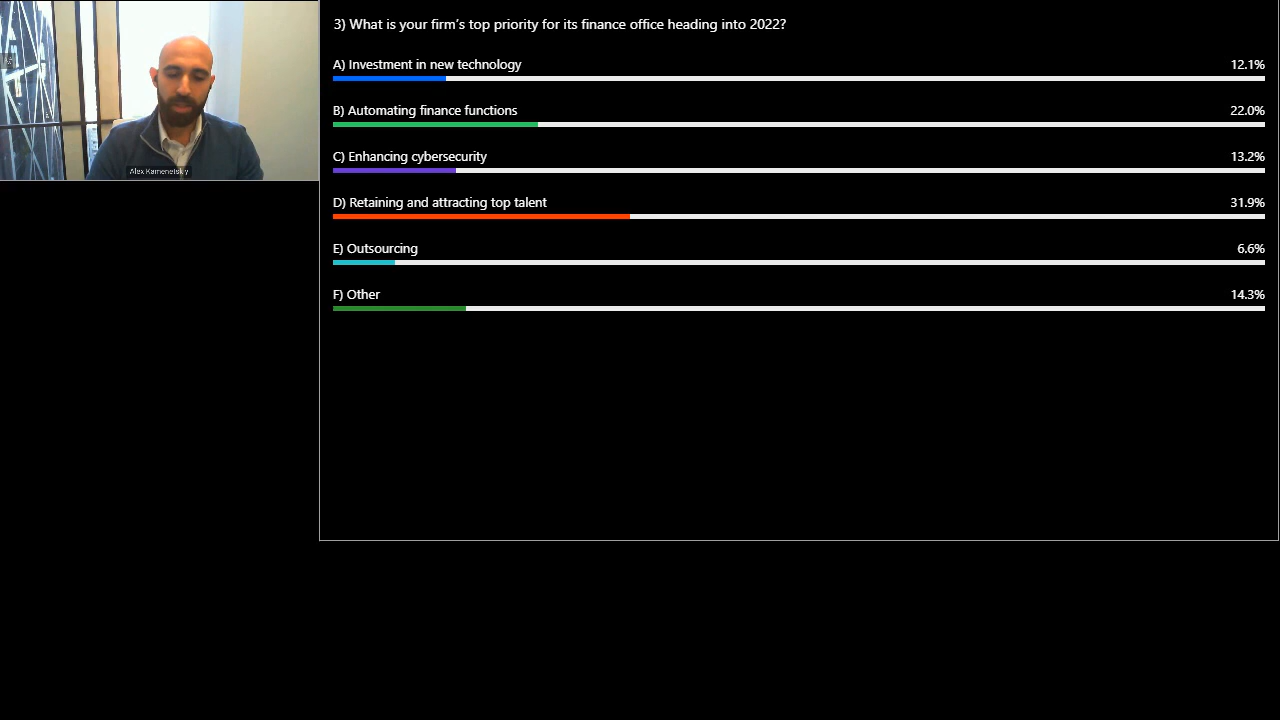 Alex Kamenetskiy
3) What is your firm's top priority for its finance office heading into 2022?
A) Investment in new technology 12.1%
B) Automating finance functions 22.0%
C) Enhancing cybersecurity 13.2%
D) Retaining and attracting top talent 31.9%
E) Outsourcing 6.6%
F) Other 14.3%